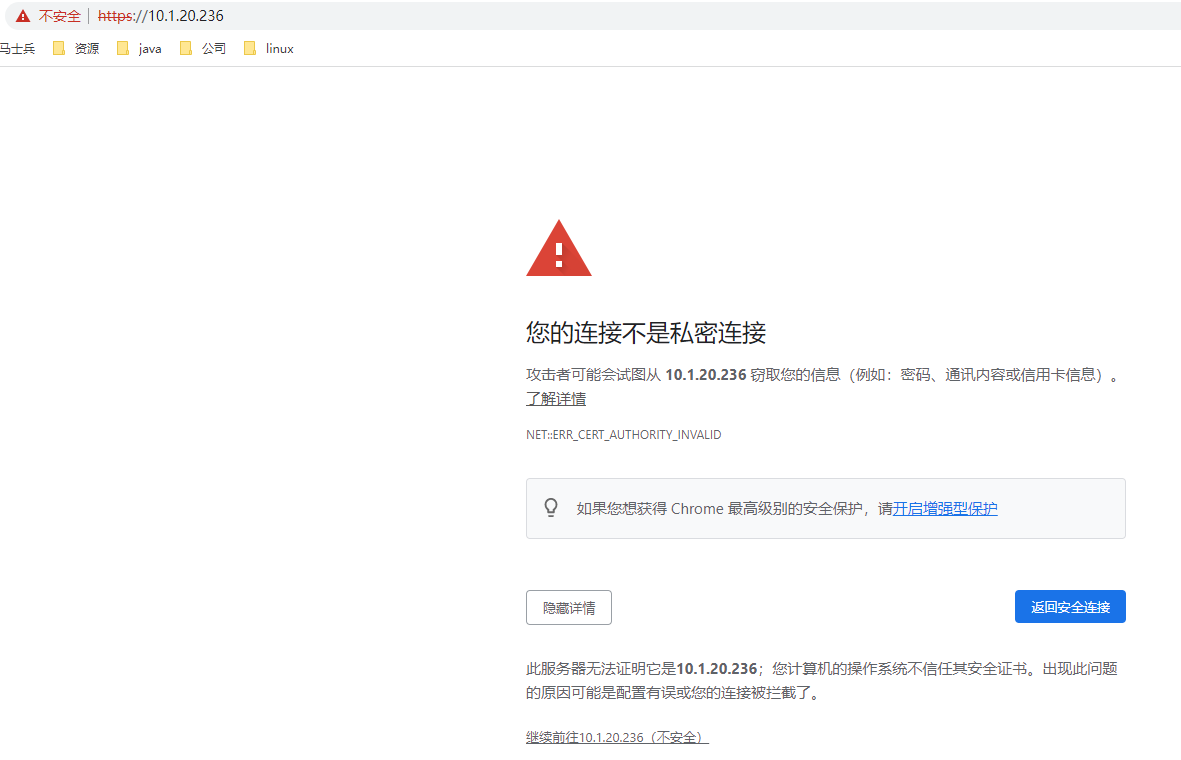 不安全 https://10.1.20.236
马士兵 资源 java 公司 linux
您的连接不是私密连接
攻击者可能会试图从 10.1.20.236 窃取您的信息（例如：密码、通讯内容或信用卡信息）。
了解详情
NET::ERR_CERT_AUTHORITY_INVALID
如果您想获得 Chrome 最高级别的安全保护，请开启增强型保护
隐藏详情 返回安全连接
此服务器无法证明它是10.1.20.236；您计算机的操作系统不信任其安全证书。出现此问题
的原因可能是配置有误或您的连接被拦截了。
继续前往10.1.20.236（不安全）